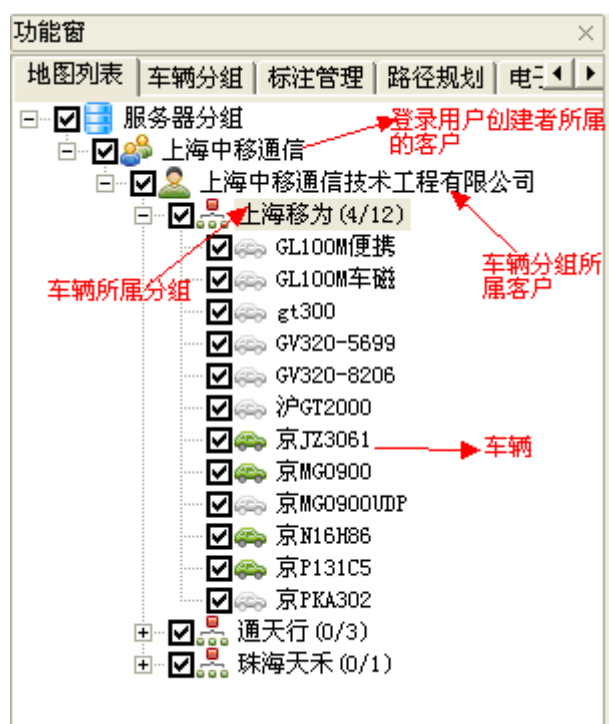 功能窗
地图列表 车辆分组 标注管理 路径规划
服务器分组
登录用户创建者所属
的客户
上海中移通信
上海中移通信技术工程有限公司
上海移为(4/12)
GL100M便携
车辆分组所
属客户
GL100M车磁
车辆所属分组
gt300
GV320-5699
GV320-8206
沪GT2000
京JZ3061
车辆
京MG0900
京MG0900UDP
京N16H86
京P131C5
京PKA302
通天行(0/3)
珠海天禾(0/1)